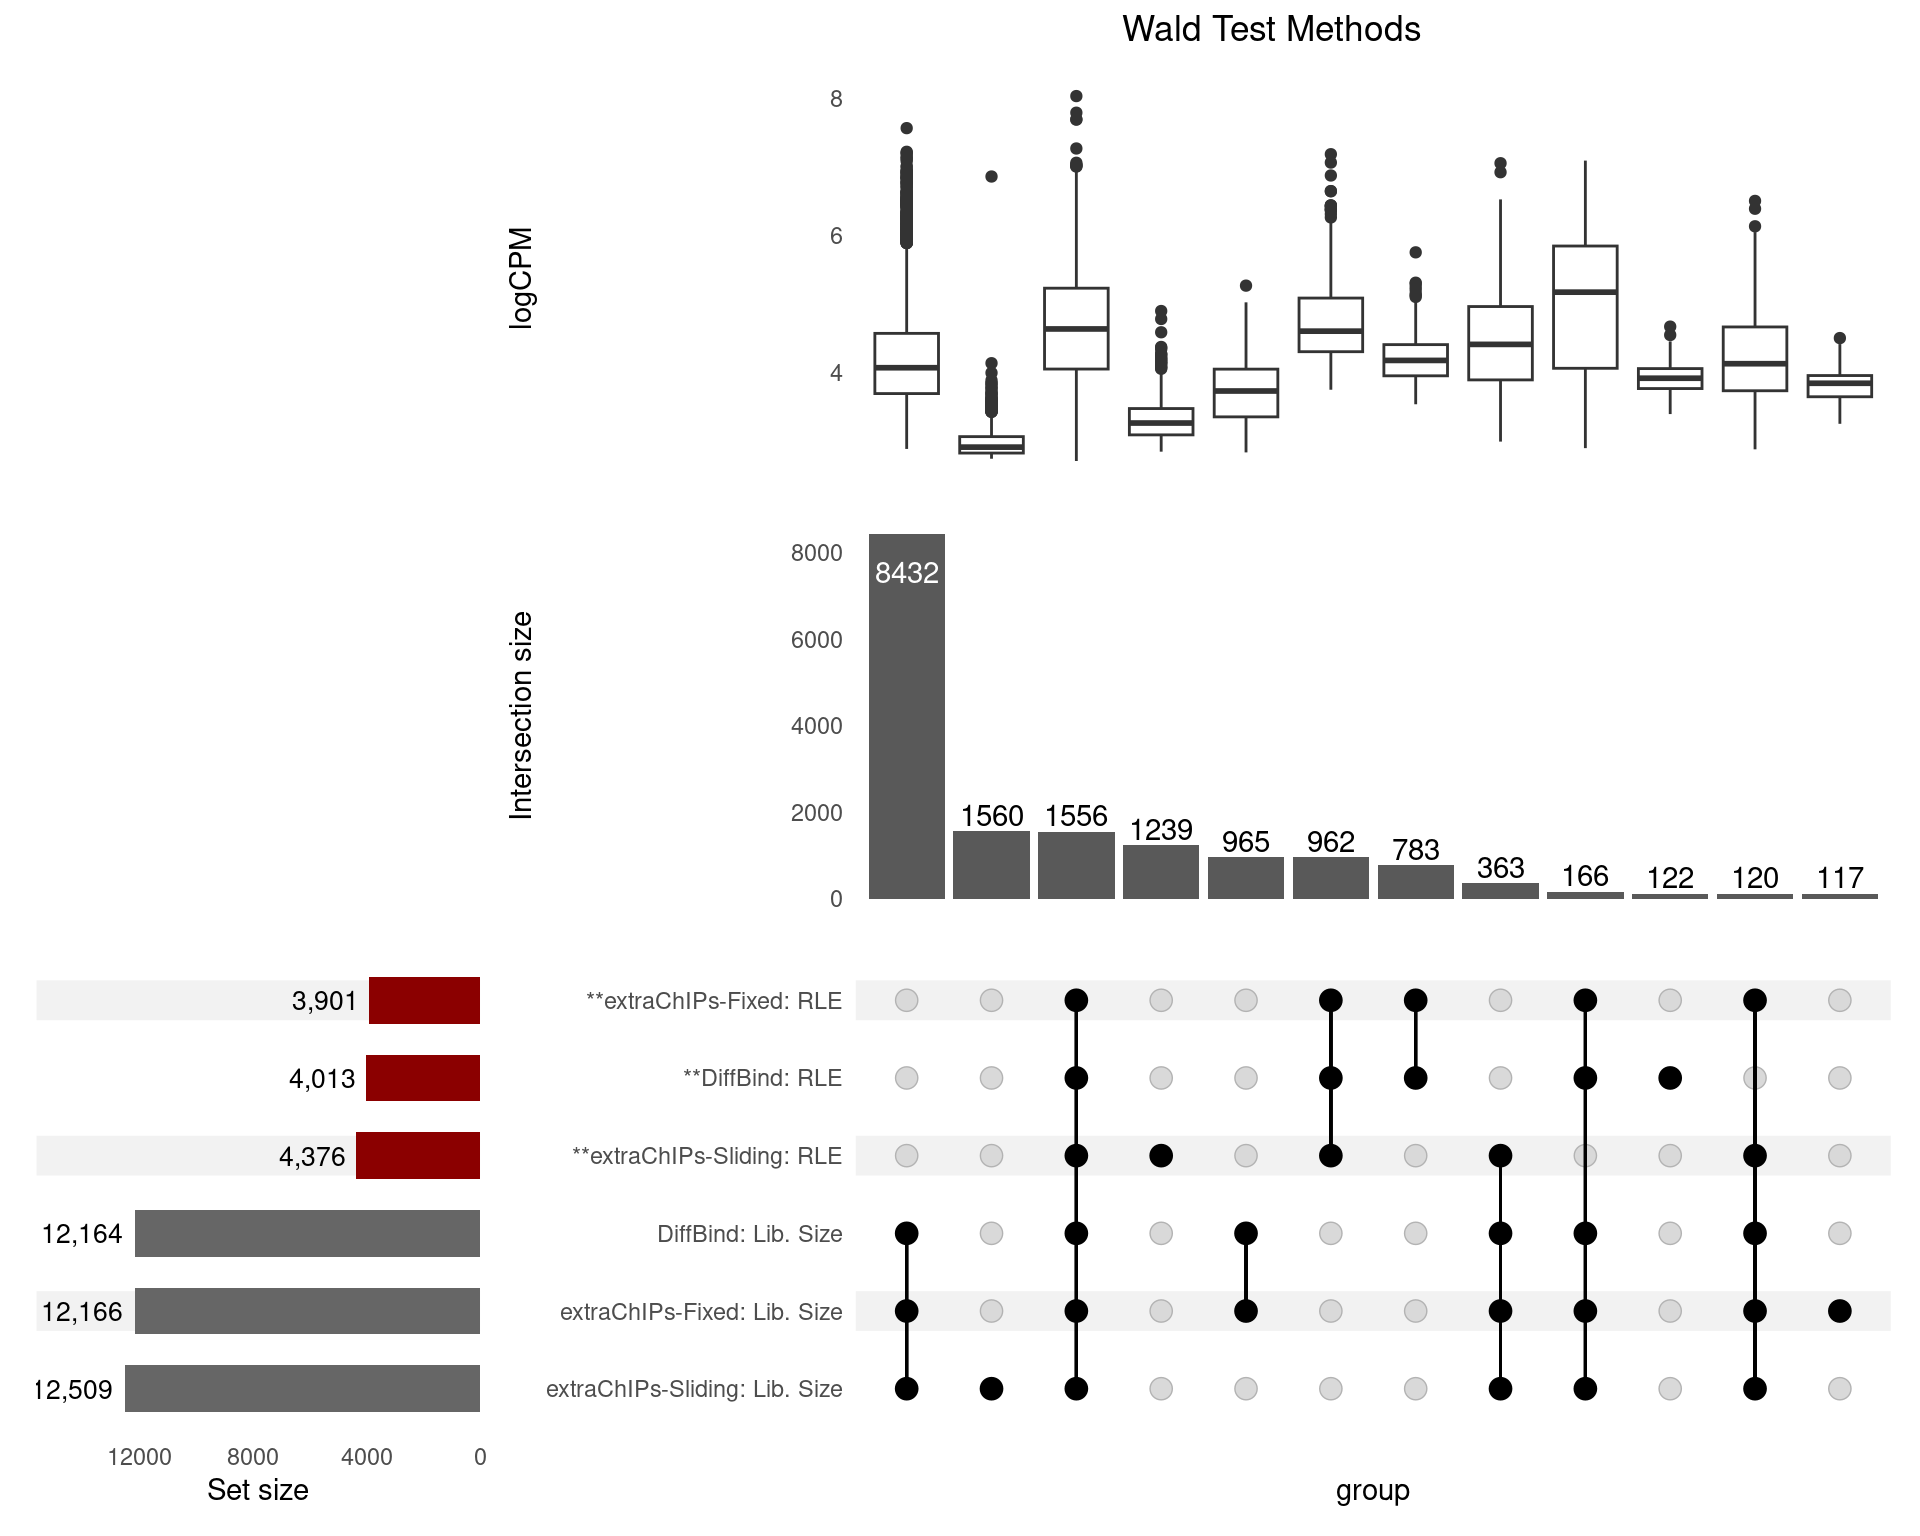 Wald Test Methods
8
6
4
logCPM
8000
6000
4000
2000
0
Intersection size
8432
1560
1556
1239
965
962
783
363
166
122
120
117
3,901
**extraChIPs-Fixed: RLE
4,013
**DiffBind: RLE
4,376
**extraChIPs-Sliding: RLE
12,164
DiffBind: Lib. Size
12,166
extraChIPs-Fixed: Lib. Size
12,509
extraChIPs-Sliding: Lib. Size
12000 8000 4000 0
Set size
group